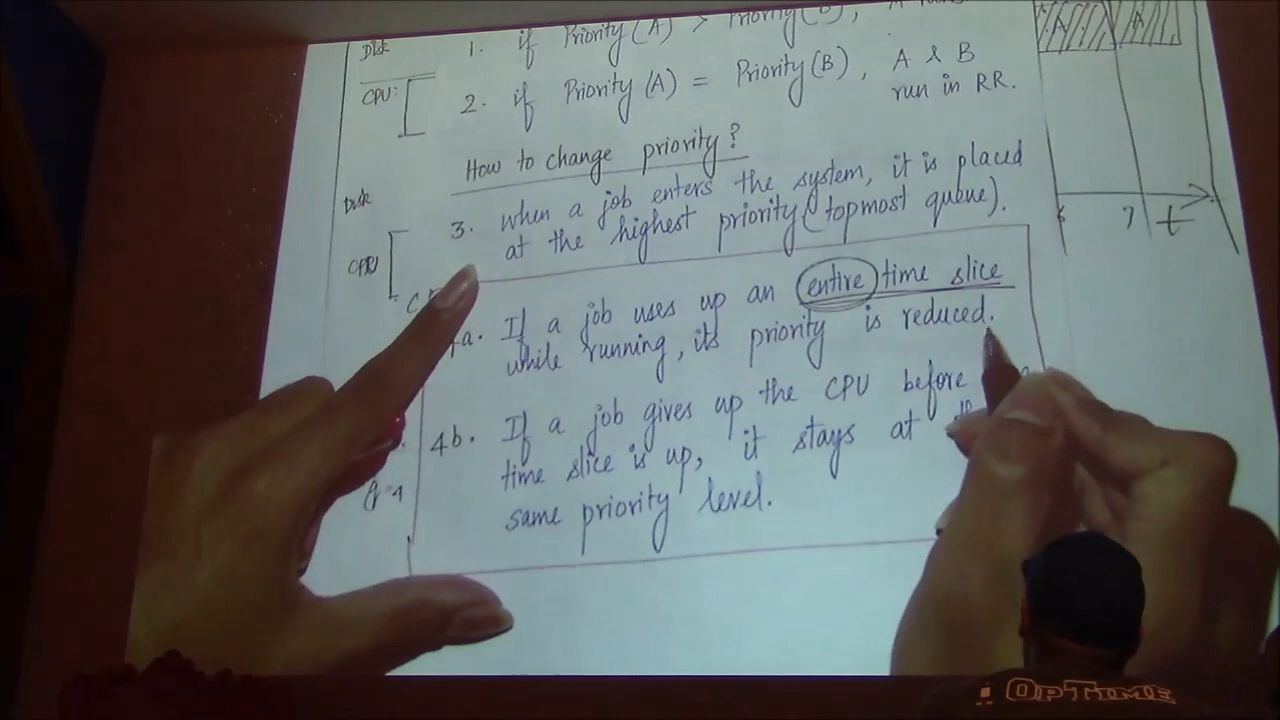 Disk
1. if Priority(A) > Priority(B),
CPU:
2. if Priority(A) = Priority(B), A & B
run in RR.
How to change priority?
Disk
3. when a job enters the system, it is placed
at the highest priority (topmost queue).
CPU
7 t
a. If a job uses up an entire time slice
while running, its priority is reduced.
4b. If a job gives up the CPU before
time slice is up, it stays at
same priority level.
OPTIME